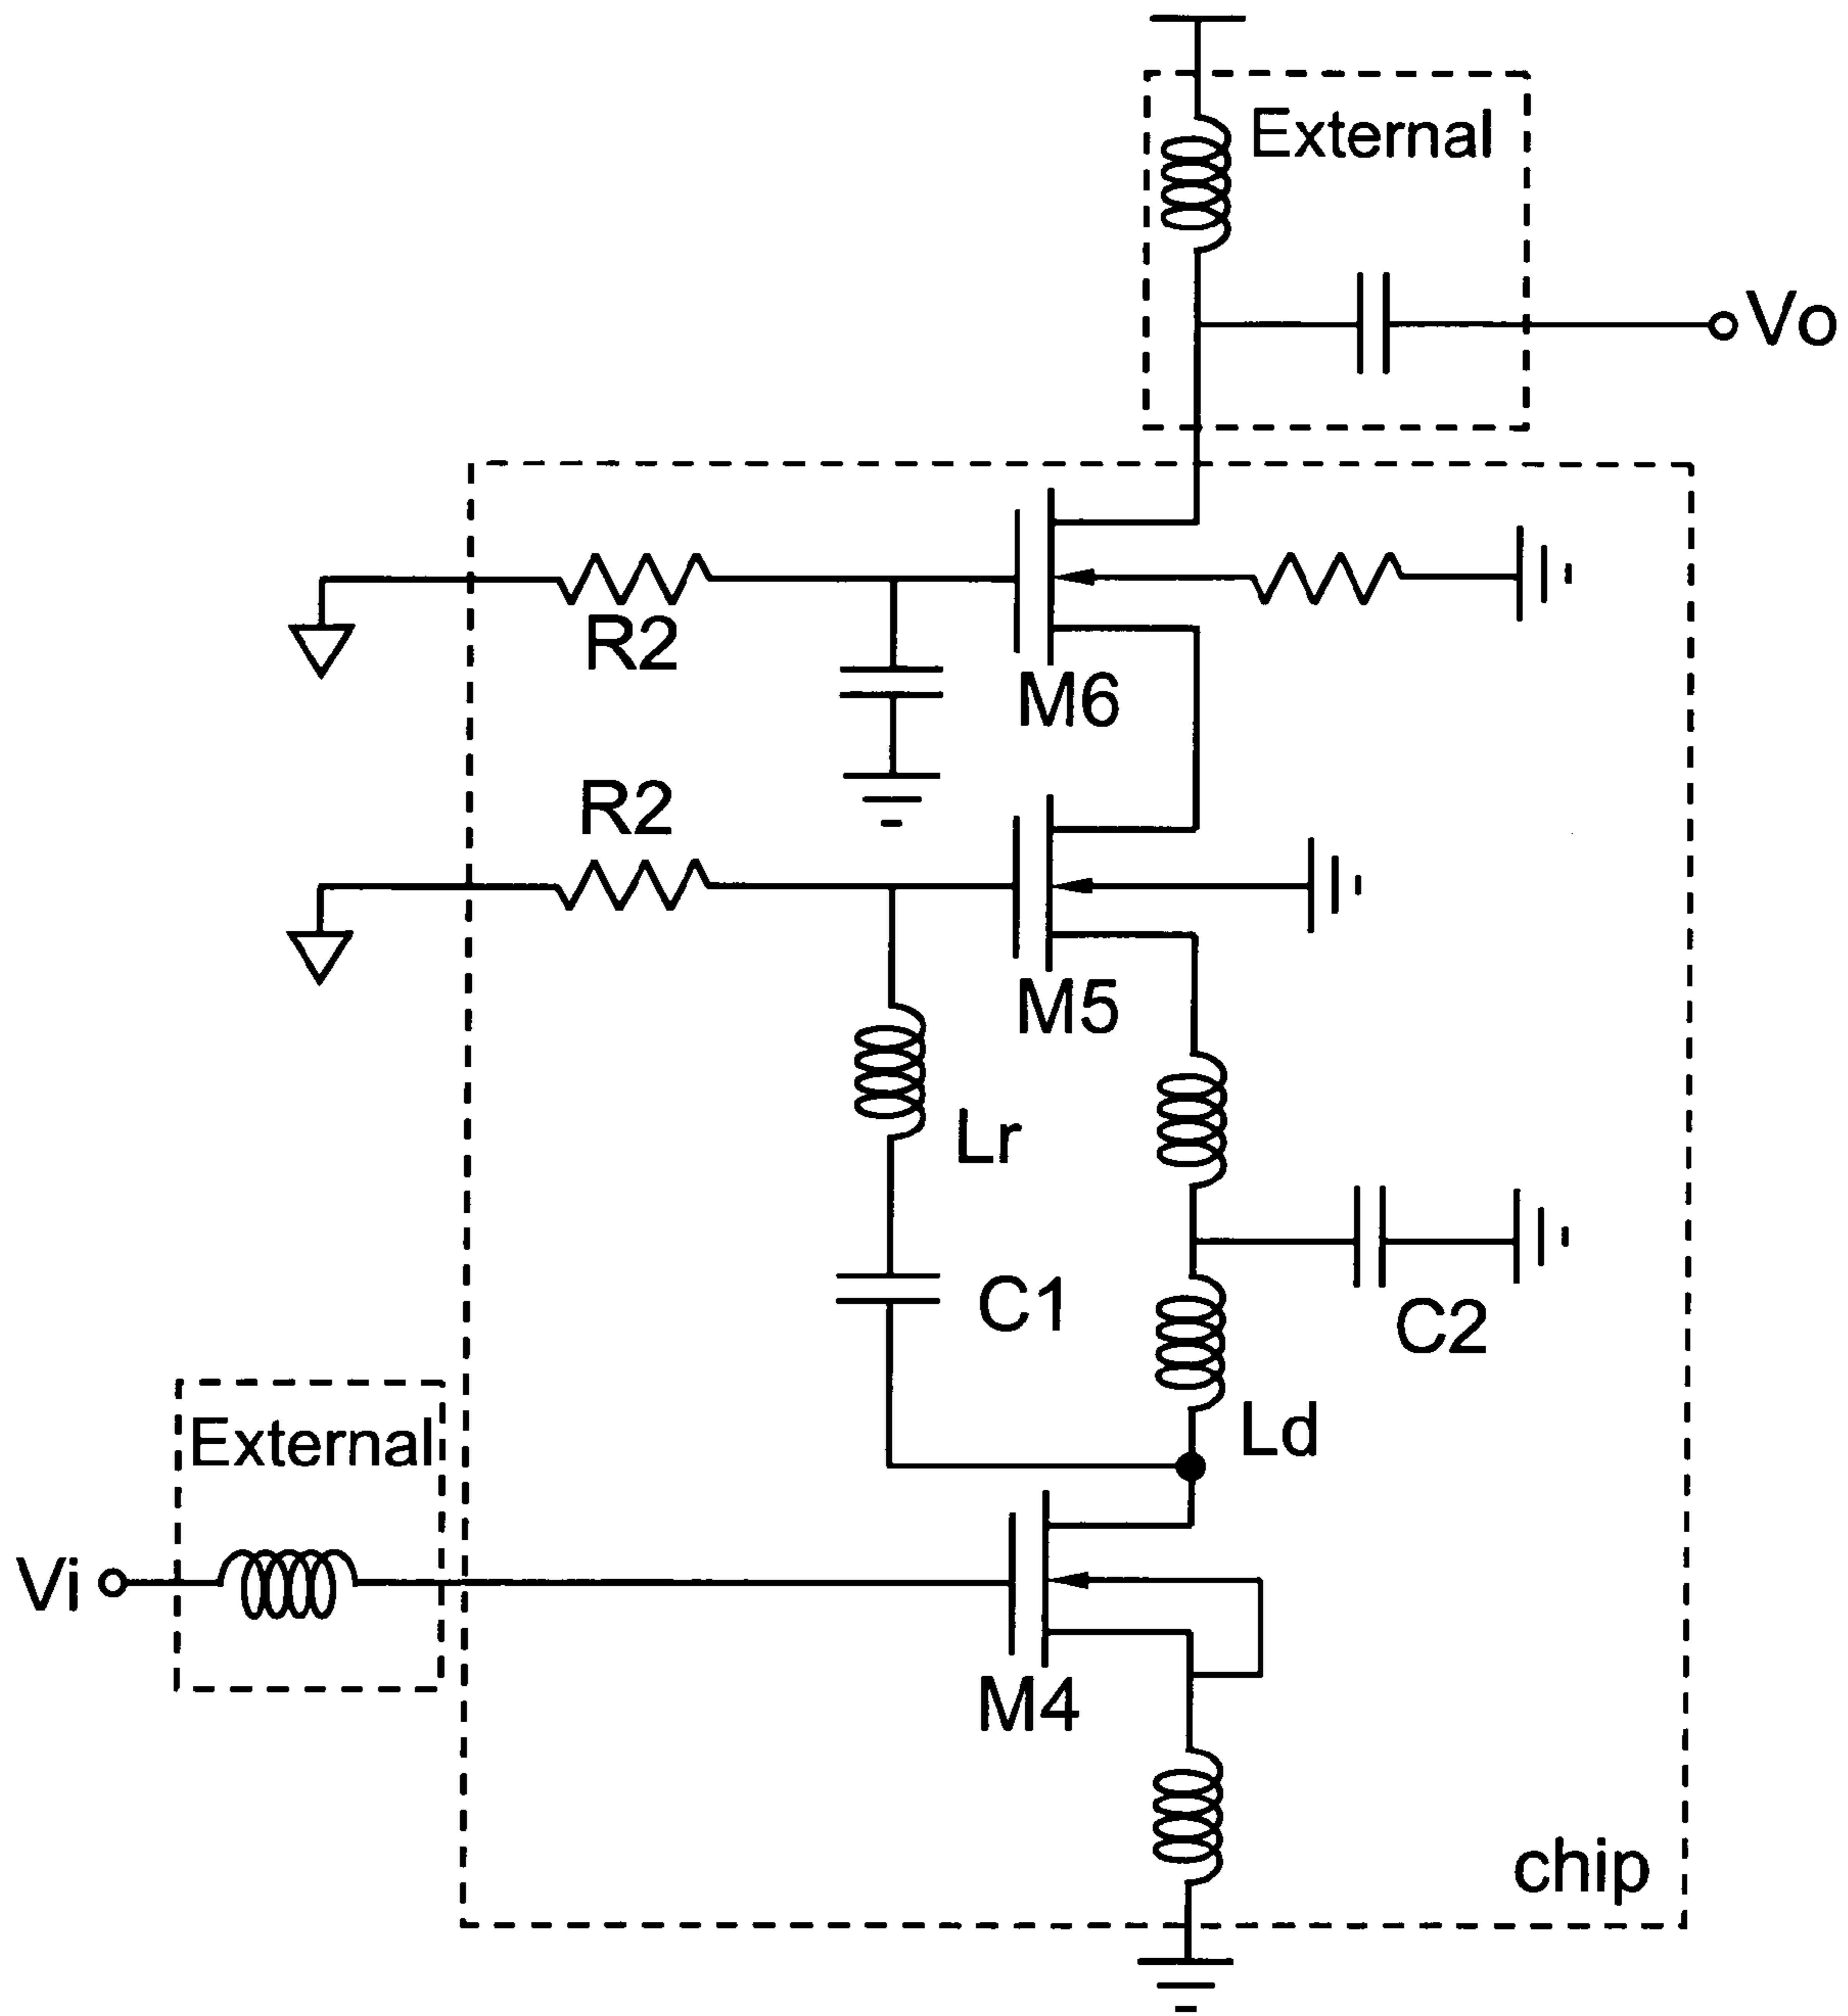 External
Vo
R2
M6
R2
M5
Lr
C1
C2
External
Ld
Vi
M4
chip